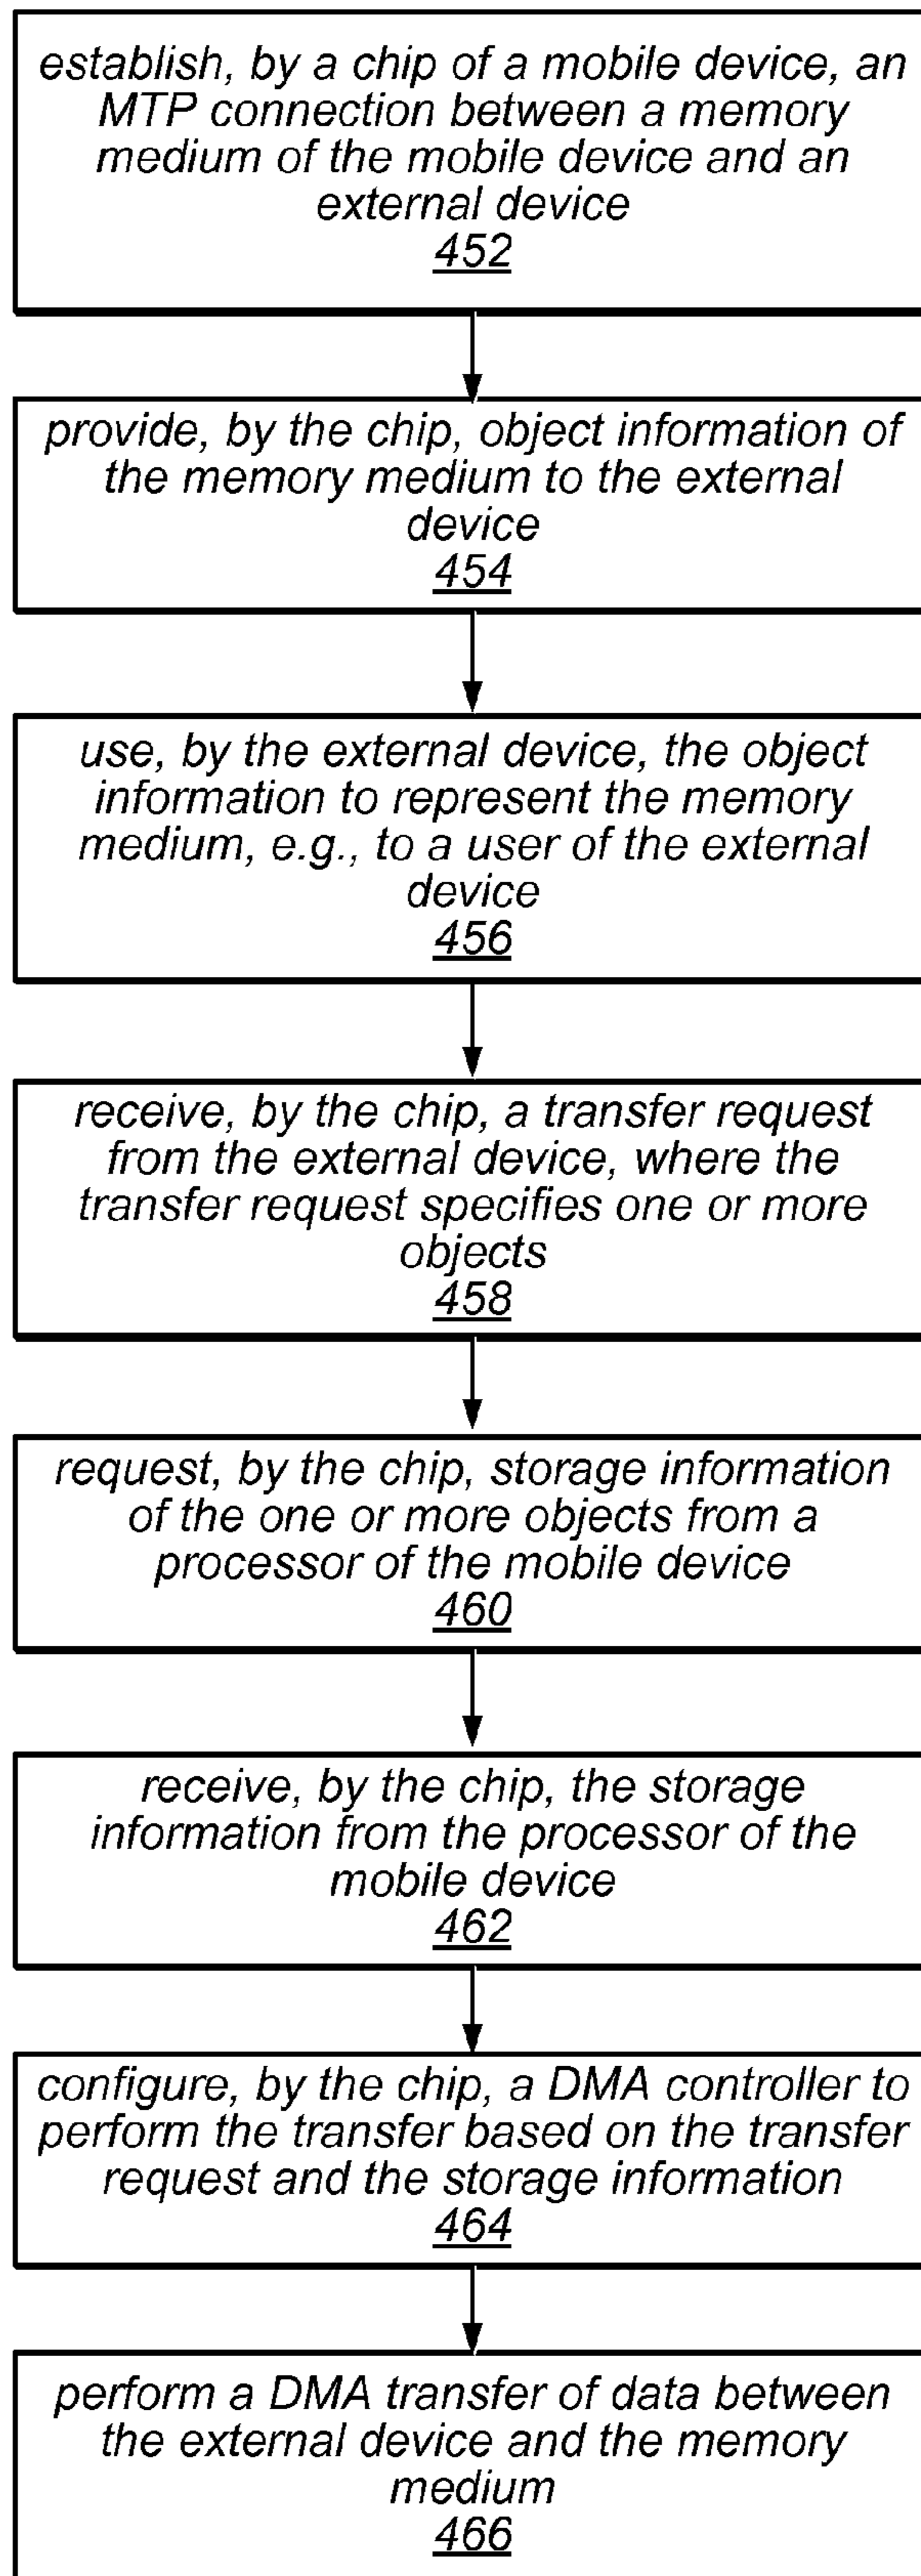 establish, by a chip of a mobile device, an
MTP connection between a memory
medium of the mobile device and an
external device
452
provide, by the chip, object information of
the memory medium to the external
device
454
use, by the external device, the object
information to represent the memory
medium, e.g., to a user of the external
device
456
receive, by the chip, a transfer request
from the external device, where the
transfer request specifies one or more
objects
458
request, by the chip, storage information
of the one or more objects from a
processor of the mobile device
460
receive, by the chip, the storage
information from the processor of the
mobile device
462
configure, by the chip, a DMA controller to
perform the transfer based on the transfer
request and the storage information
464
perform a DMA transfer of data between
the external device and the memory
medium
466